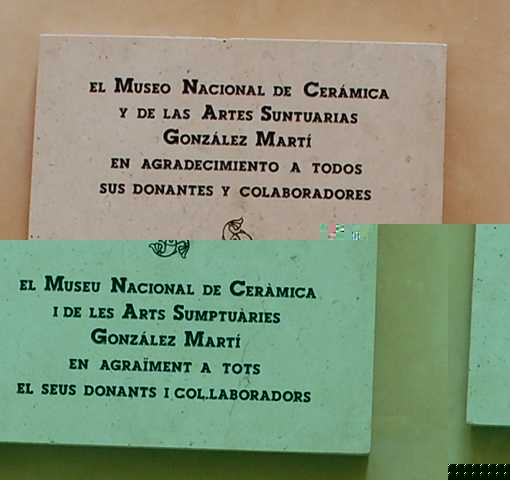 EL MUSEO NACIONAL DE CERÁMICA
Y DE LAS ARTES SUNTUARIAS
GONZÁLEZ MARTÍ
EN AGRADECIMIENTO A TODOS
SUS DONANTES Y COLABORADORES
EL MUSEU NACIONAL DE CERÀMICA
I DE LES ARTS SUMPTUÀRIES
GONZÁLEZ MARTÍ
EN AGRAÏMENT A TOTS
EL SEUS DONANTS I COL.LABORADORS